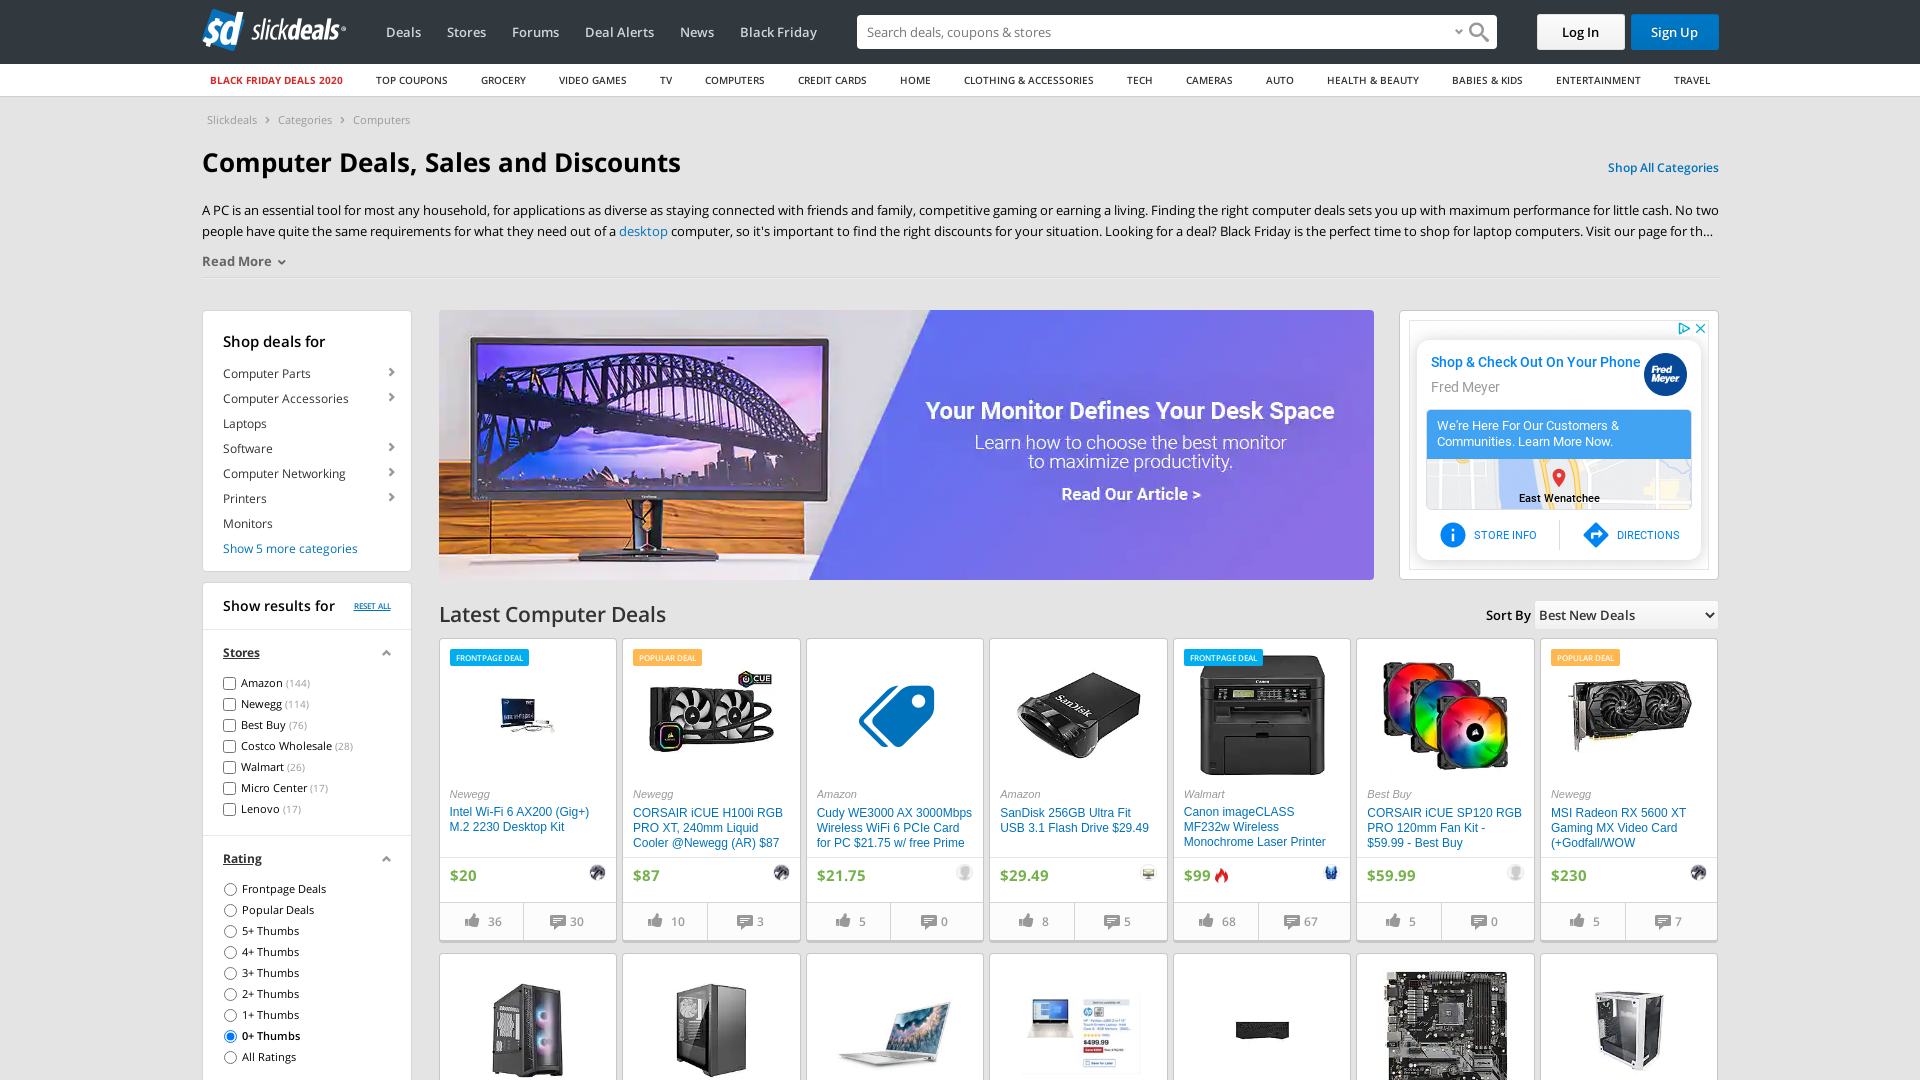 sd slickdeals
Deals
Stores
Forums
Deal Alerts
News
Black Friday
Search deals, coupons & stores
Log In
Sign Up
BLACK FRIDAY DEALS 2020
TOP COUPONS
GROCERY
VIDEO GAMES
TV
COMPUTERS
CREDIT CARDS
HOME
CLOTHING & ACCESSORIES
TECH
CAMERAS
AUTO
HEALTH & BEAUTY
BABIES & KIDS
ENTERTAINMENT
TRAVEL
Slickdeals > Categories > Computers
Computer Deals, Sales and Discounts
Shop All Categories
A PC is an essential tool for most any household, for applications as diverse as staying connected with friends and family, competitive gaming or earning a living. Finding the right computer deals sets you up with maximum performance for little cash. No two
people have quite the same requirements for what they need out of a desktop computer, so it's important to find the right discounts for your situation. Looking for a deal? Black Friday is the perfect time to shop for laptop computers. Visit our page for th...
Read More
Shop deals for
Computer Parts
Computer Accessories
Laptops
Software
Computer Networking
Printers
Monitors
Show 5 more categories
Show results for
RESET ALL
Stores
Amazon (144)
Newegg (114)
Best Buy (76)
Costco Wholesale (28)
Walmart (26)
Micro Center (17)
Lenovo (17)
Rating
Frontpage Deals
Popular Deals
5+ Thumbs
4+ Thumbs
3+ Thumbs
2+ Thumbs
1+ Thumbs
0+ Thumbs
All Ratings
Your Monitor Defines Your Desk Space
Learn how to choose the best monitor
to maximize productivity.
Read Our Article >
Shop & Check Out On Your Phone
Fred Meyer
Fred
Meyer
We're Here For Our Customers &
Communities. Learn More Now.
East Wenatchee
STORE INFO
DIRECTIONS
Latest Computer Deals
Sort By Best New Deals
FRONTPAGE DEAL
Newegg
Intel Wi-Fi 6 AX200 (Gig+)
M.2 2230 Desktop Kit
$20
36
30
POPULAR DEAL
iCUE
Newegg
CORSAIR iCUE H100i RGB
PRO XT, 240mm Liquid
Cooler @Newegg (AR) $87
$87
10
3
Amazon
Cudy WE3000 AX 3000Mbps
Wireless WiFi 6 PCIe Card
for PC $21.75 w/ free Prime
$21.75
5
0
SanDisk
Amazon
SanDisk 256GB Ultra Fit
USB 3.1 Flash Drive $29.49
$29.49
8
5
FRONTPAGE DEAL
Canon
Walmart
Canon imageCLASS
MF232w Wireless
Monochrome Laser Printer
$99
68
67
Best Buy
CORSAIR iCUE SP120 RGB
PRO 120mm Fan Kit -
$59.99 - Best Buy
$59.99
5
0
POPULAR DEAL
Newegg
MSI Radeon RX 5600 XT
Gaming MX Video Card
(+Godfall/WOW
$230
5
7
$499.99